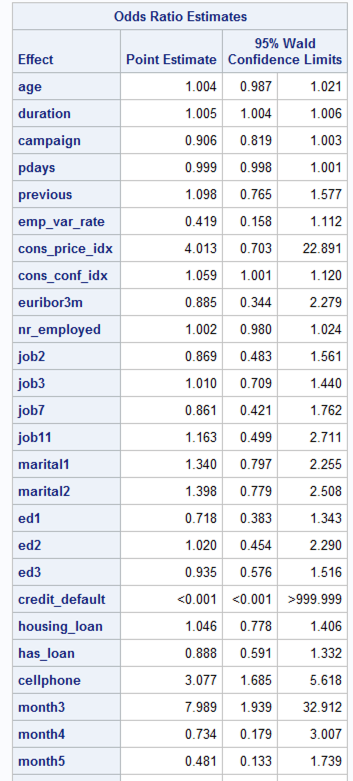 Odds Ratio Estimates
Effect Point Estimate 95% Wald Confidence Limits
age 1.004 0.987 1.021
duration 1.005 1.004 1.006
campaign 0.906 0.819 1.003
pdays 0.999 0.998 1.001
previous 1.098 0.765 1.577
emp_var_rate 0.419 0.158 1.112
cons_price_idx 4.013 0.703 22.891
cons_conf_idx 1.059 1.001 1.120
euribor3m 0.885 0.344 2.279
nr_employed 1.002 0.980 1.024
job2 0.869 0.483 1.561
job3 1.010 0.709 1.440
job7 0.861 0.421 1.762
job11 1.163 0.499 2.711
marital1 1.340 0.797 2.255
marital2 1.398 0.779 2.508
ed1 0.718 0.383 1.343
ed2 1.020 0.454 2.290
ed3 0.935 0.576 1.516
credit_default <0.001 <0.001 >999.999
housing_loan 1.046 0.778 1.406
has_loan 0.888 0.591 1.332
cellphone 3.077 1.685 5.618
month3 7.989 1.939 32.912
month4 0.734 0.179 3.007
month5 0.481 0.133 1.739